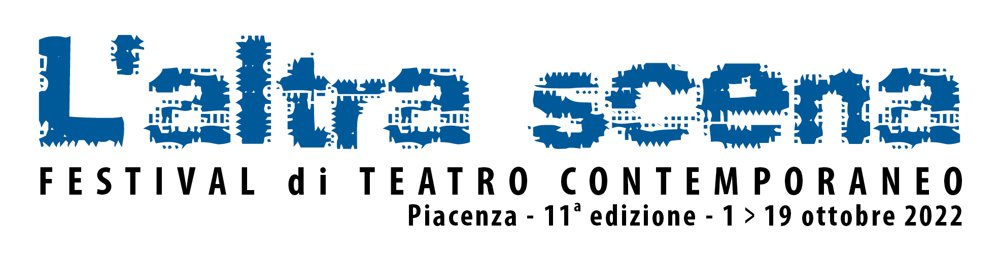 L'altra scena
FESTIVAL di TEATRO CONTEMPORANEO
Piacenza - 11ª edizione - 1 > 19 ottobre 2022